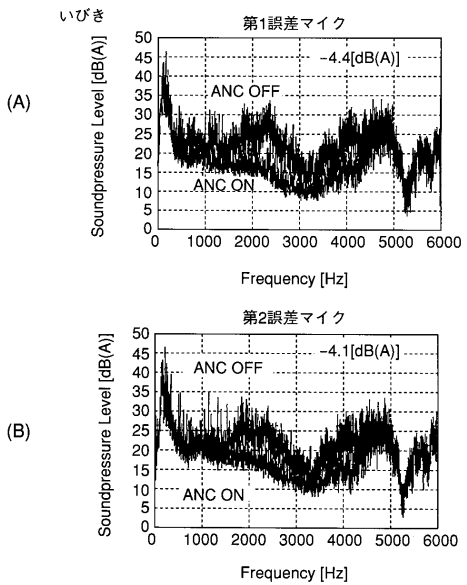 いびき
第1誤差マイク
(A)
Soundpressure Level [dB(A)]
50
45
40
35
30
25
20
15
10
5
0
−4.4[dB(A)]
ANC OFF
ANC ON
0 1000 2000 3000 4000 5000 6000
Frequency [Hz]
第2誤差マイク
(B)
Soundpressure Level [dB(A)]
50
45
40
35
30
25
20
15
10
5
0
−4.1[dB(A)]
ANC OFF
ANC ON
0 1000 2000 3000 4000 5000 6000
Frequency [Hz]